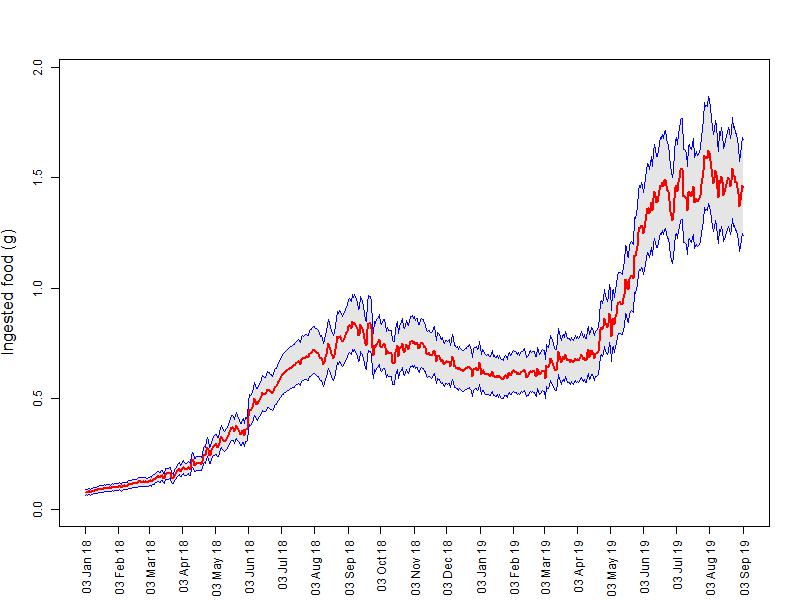 Ingested food (g)
2.0
1.5
1.0
0.5
0.0
03 Jan 18
03 Feb 18
03 Mar 18
03 Apr 18
03 May 18
03 Jun 18
03 Jul 18
03 Aug 18
03 Sep 18
03 Oct 18
03 Nov 18
03 Dec 18
03 Jan 19
03 Feb 19
03 Mar 19
03 Apr 19
03 May 19
03 Jun 19
03 Jul 19
03 Aug 19
03 Sep 19